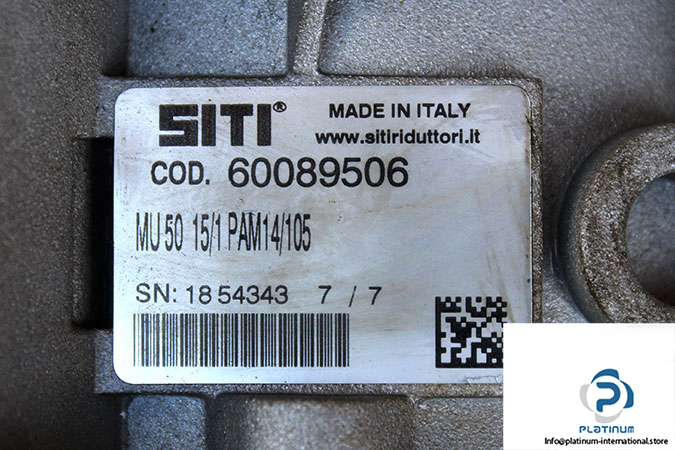 SITI® MADE IN ITALY
www.sitiriduttori.it
COD. 60089506
MU 50 15/1 PAM14/105
SN: 18 54343 7 / 7
PLATINUM
Info@platinum-international.store